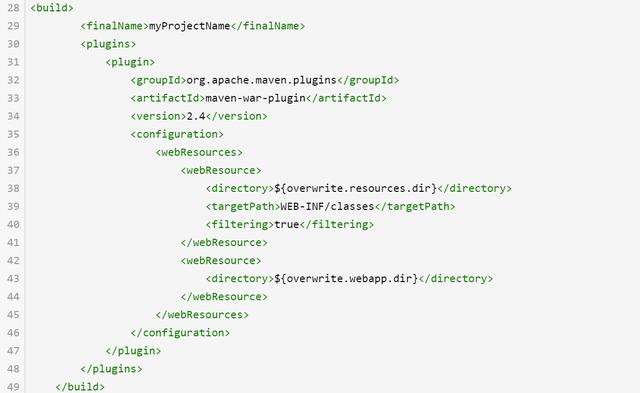 28 <build>
29 <finalName>myProjectName</finalName>
30 <plugins>
31 <plugin>
32 <groupId>org.apache.maven.plugins</groupId>
33 <artifactId>maven-war-plugin</artifactId>
34 <version>2.4</version>
35 <configuration>
36 <webResources>
37 <webResource>
38 <directory>${overwrite.resources.dir}</directory>
39 <targetPath>WEB-INF/classes</targetPath>
40 <filtering>true</filtering>
41 </webResource>
42 <webResource>
43 <directory>${overwrite.webapp.dir}</directory>
44 </webResource>
45 </webResources>
46 </configuration>
47 </plugin>
48 </plugins>
49 </build>